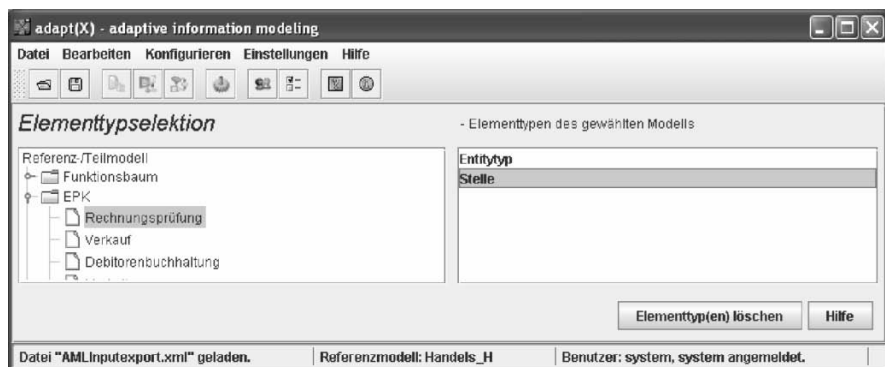 adapt(X) - adaptive information modeling
Datei Bearbeiten Konfigurieren Einstellungen Hilfe
Elementtypselektion
- Elementtypen des gewählten Modells
Referenz-/Teilmodell
Funktionsbaum
EPK
Rechnungsprüfung
Verkauf
Debitorenbuchhaltung
Entitytyp
Stelle
Elementtyp(en) löschen
Hilfe
Datei "AMLInputexport.xml" geladen.
Referenzmodell: Handels_H
Benutzer: system, system angemeldet.